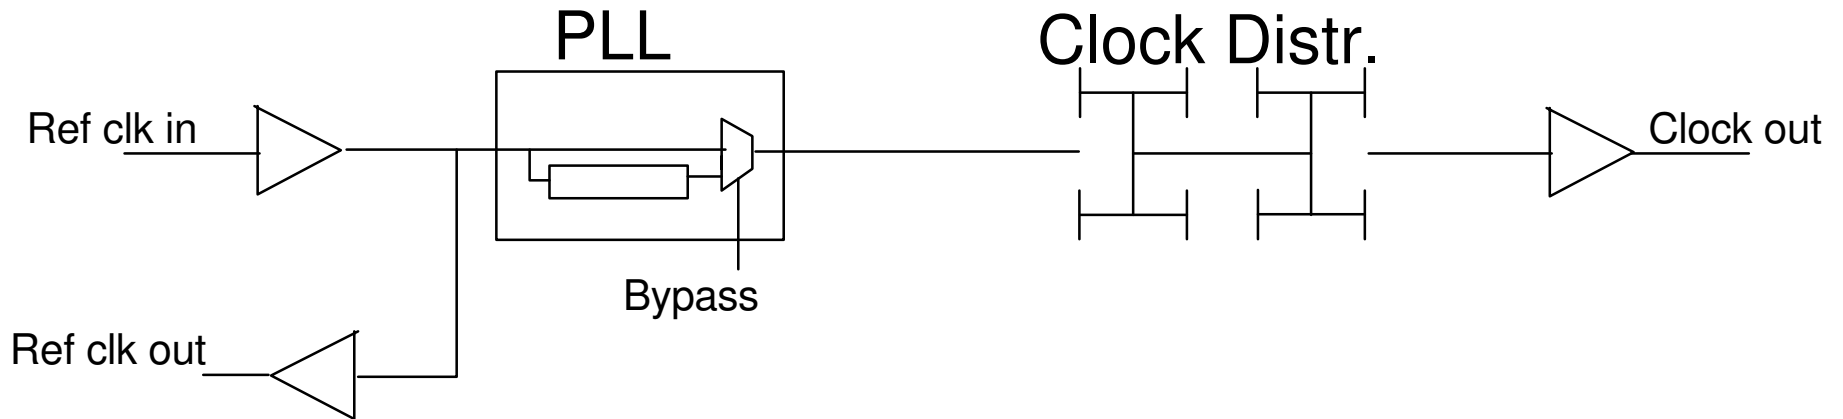 PLL
Clock Distr.
Ref clk in
Clock out
Bypass
Ref clk out